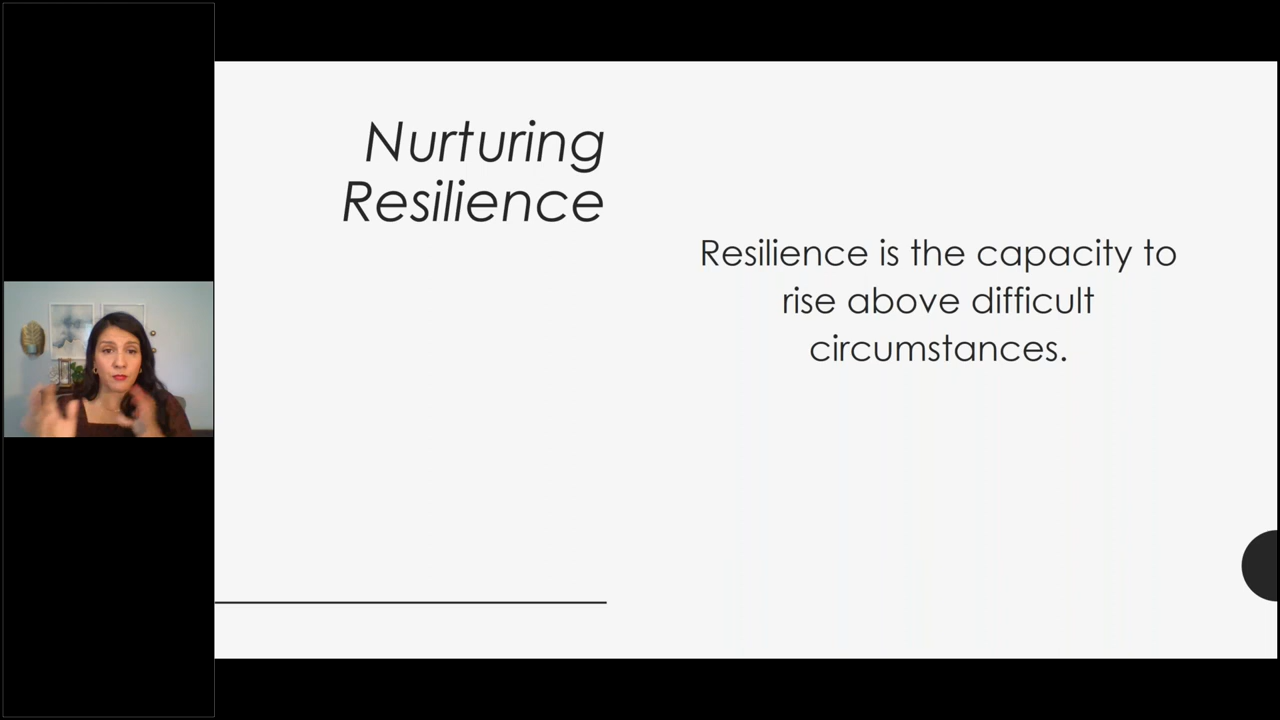 Nurturing
Resilience
Resilience is the capacity to
rise above difficult
circumstances.